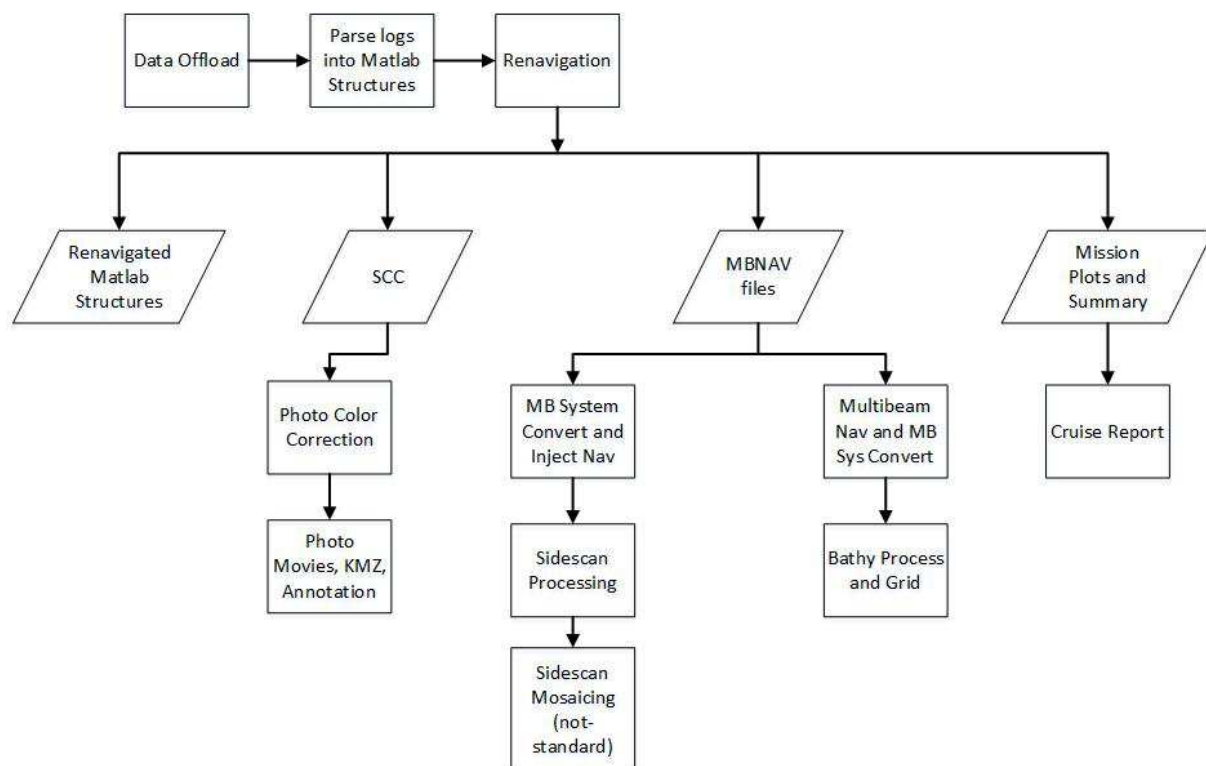 Data Offload
Parse logs
into Matlab
Structures
Renavigation
Renavigated
Matlab
Structures
SCC
MBNAV
files
Mission
Plots and
Summary
Photo Color
Correction
MB System
Convert and
Inject Nav
Multibeam
Nav and MB
Sys Convert
Cruise Report
Photo
Movies, KMZ,
Annotation
Sidescan
Processing
Bathy Process
and Grid
Sidescan
Mosaicing
(not-
standard)